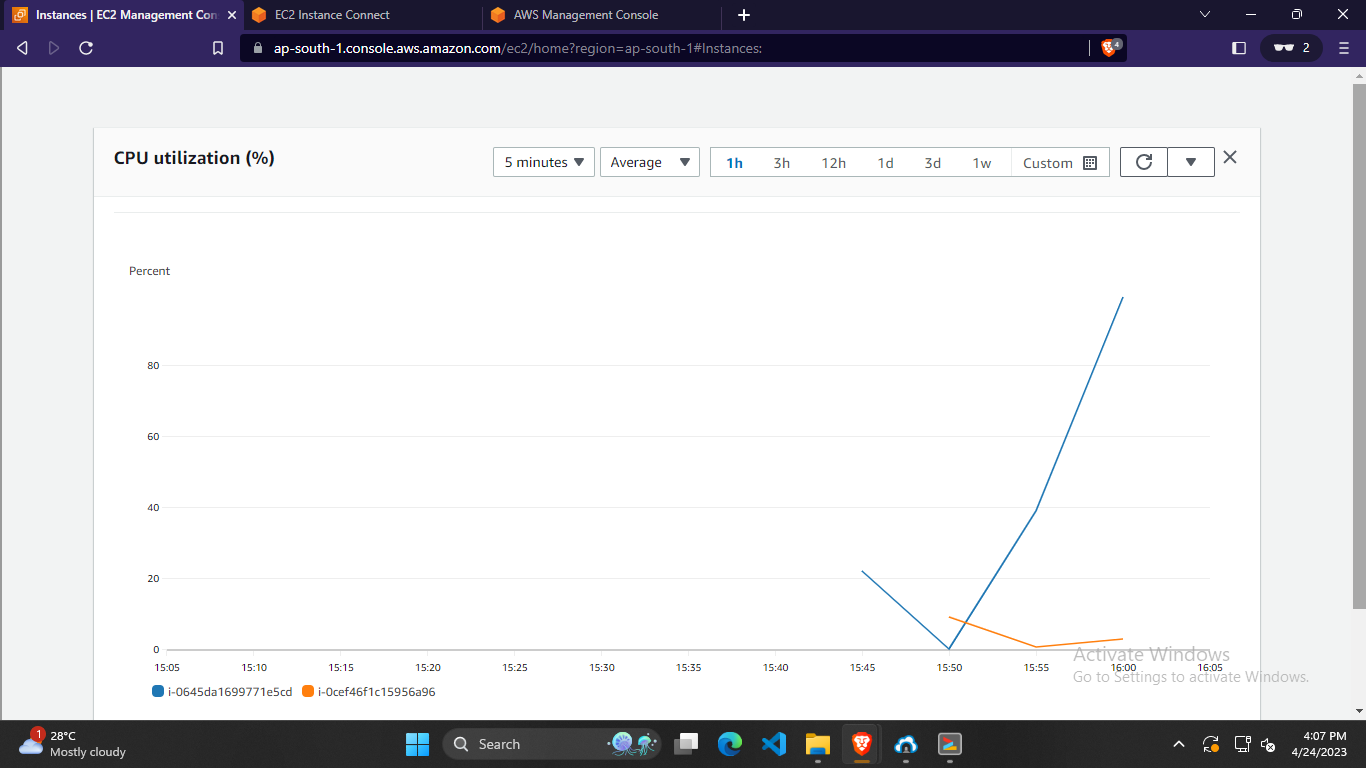 Instances | EC2 Management Con
EC2 Instance Connect
AWS Management Console
ap-south-1.console.aws.amazon.com/ec2/home?region=ap-south-1#Instances:
4
2
CPU utilization (%)
5 minutes
Average
1h
3h
12h
1d
3d
1w
Custom
Percent
80
60
40
20
0
15:05
15:10
15:15
15:20
15:25
15:30
15:35
15:40
15:45
15:50
15:55
16:00
16:05
i-0645da1699771e5cd
i-0cef46f1c15956a96
Activate Windows
Go to Settings to activate Windows.
1
28°C
Mostly cloudy
Search
4:07 PM
4/24/2023